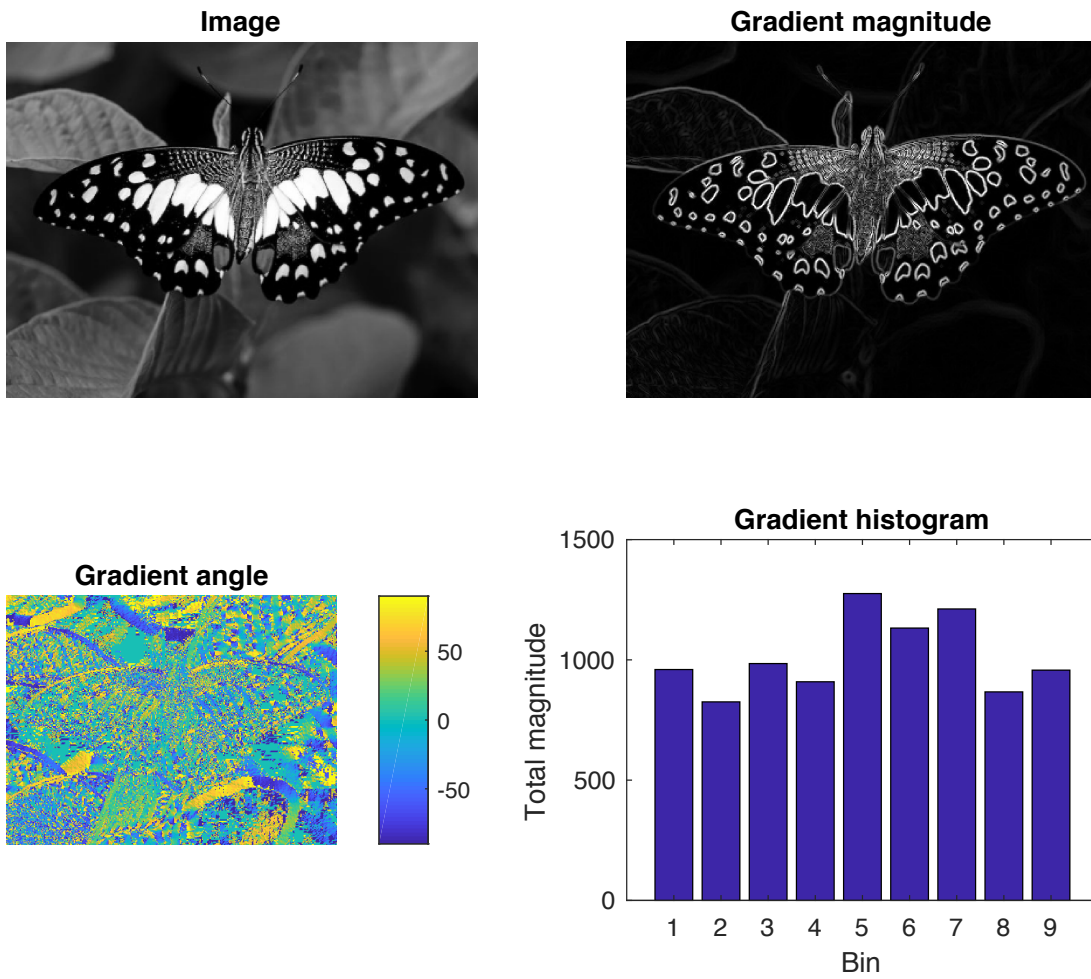 Image
Gradient magnitude
Gradient angle
50
0
-50
Gradient histogram
1500
1000
500
0
Total magnitude
1 2 3 4 5 6 7 8 9
Bin